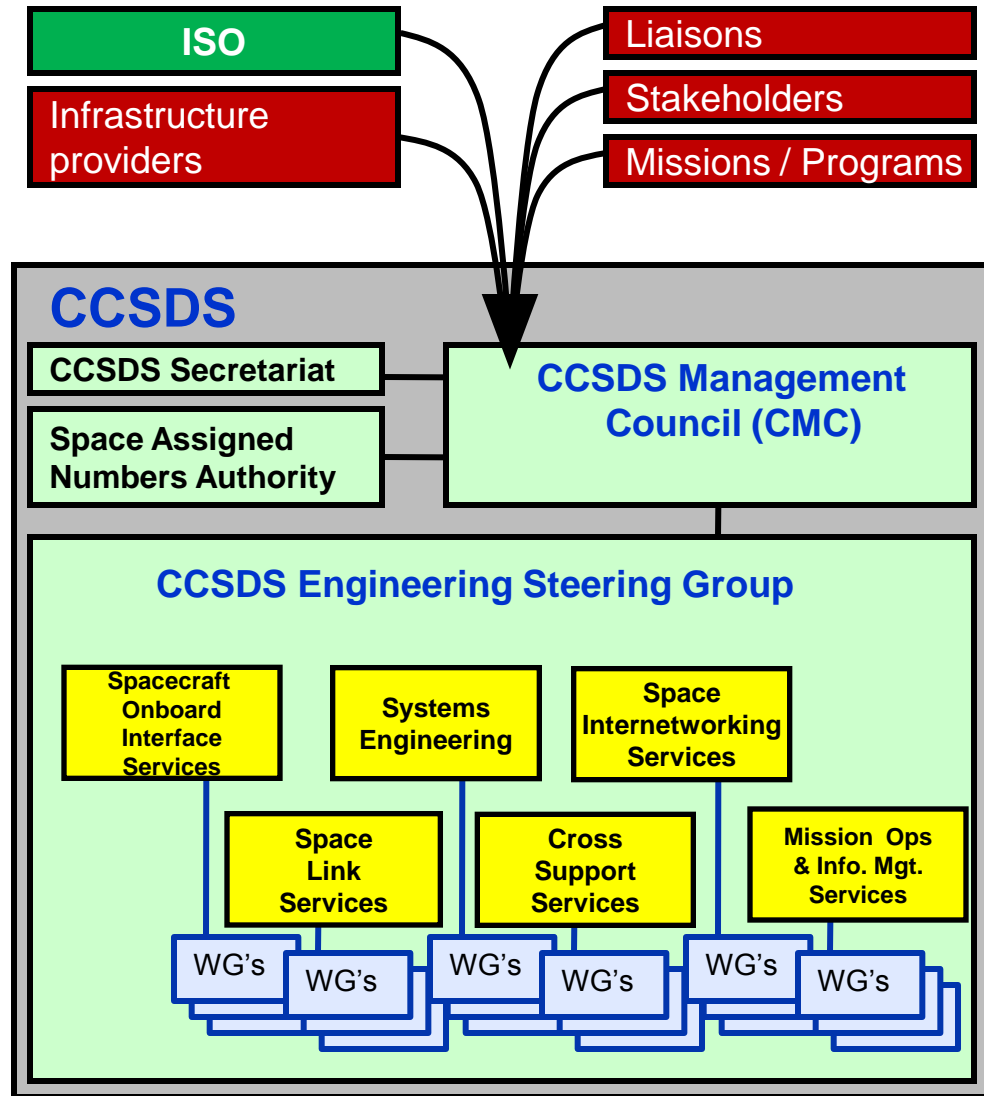 ISO
Infrastructure
providers
Liaisons
Stakeholders
Missions / Programs
CCSDS
CCSDS Secretariat
Space Assigned
Numbers Authority
CCSDS Management
Council (CMC)
CCSDS Engineering Steering Group
Spacecraft
Onboard
Interface
Services
Systems
Engineering
Space
Internetworking
Services
Space
Link
Services
Cross
Support
Services
Mission Ops
& Info. Mgt.
Services
WG's
WG's
WG's
WG's
WG's
WG's